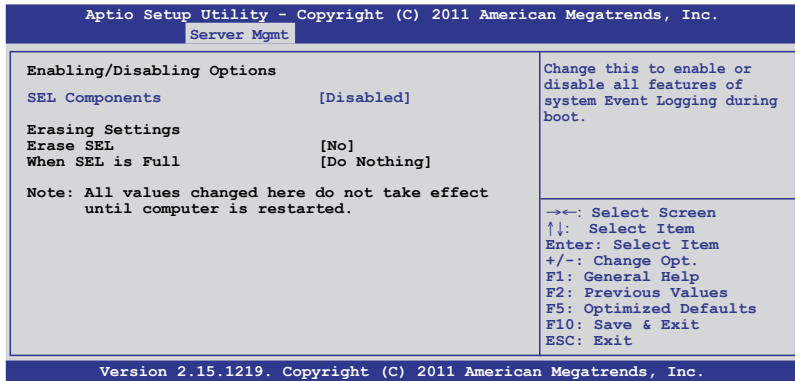 Aptio Setup Utility - Copyright (C) 2011 American Megatrends, Inc.
Server Mgmt
Enabling/Disabling Options
SEL Components [Disabled]
Erasing Settings
Erase SEL [No]
When SEL is Full [Do Nothing]
Note: All values changed here do not take effect
until computer is restarted.
Change this to enable or
disable all features of
system Event Logging during
boot.
→←: Select Screen
↑↓: Select Item
Enter: Select Item
+/-: Change Opt.
F1: General Help
F2: Previous Values
F5: Optimized Defaults
F10: Save & Exit
ESC: Exit
Version 2.15.1219. Copyright (C) 2011 American Megatrends, Inc.